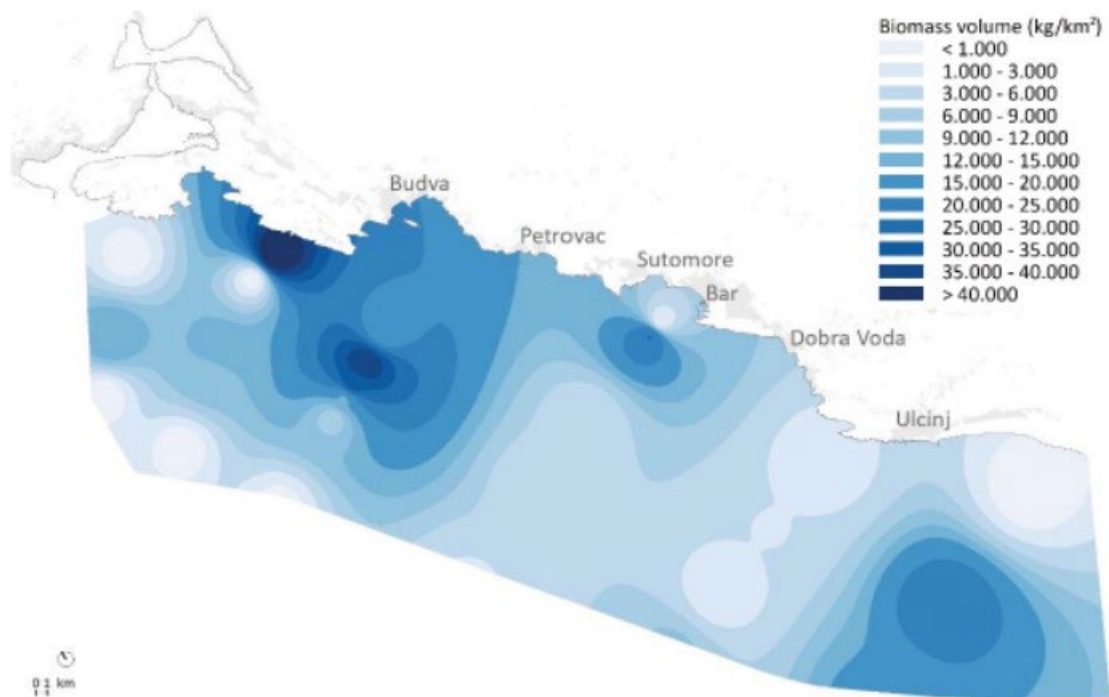 Biomass volume (kg/km²)
< 1.000
1.000 - 3.000
3.000 - 6.000
6.000 - 9.000
9.000 - 12.000
12.000 - 15.000
15.000 - 20.000
20.000 - 25.000
25.000 - 30.000
30.000 - 35.000
35.000 - 40.000
> 40.000
Budva
Petrovac
Sutomore
Bar
Dobra Voda
Ulcinj
0 1 km